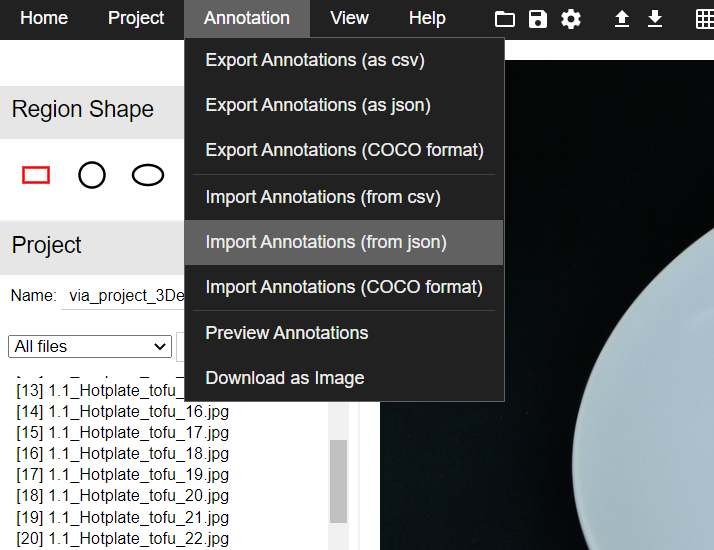 Home Project Annotation View Help
Export Annotations (as csv)
Export Annotations (as json)
Export Annotations (COCO format)
Import Annotations (from csv)
Import Annotations (from json)
Import Annotations (COCO format)
Preview Annotations
Download as Image
Region Shape
Project
Name: via_project_3De
All files
[13] 1.1_Hotplate_tofu_
[14] 1.1_Hotplate_tofu_16.jpg
[15] 1.1_Hotplate_tofu_17.jpg
[16] 1.1_Hotplate_tofu_18.jpg
[17] 1.1_Hotplate_tofu_19.jpg
[18] 1.1_Hotplate_tofu_20.jpg
[19] 1.1_Hotplate_tofu_21.jpg
[20] 1.1_Hotplate_tofu_22.jpg